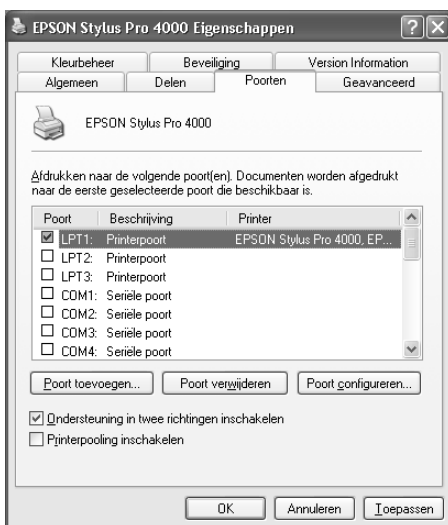 EPSON Stylus Pro 4000 Eigenschappen
Kleurbeheer Beveiliging Version Information
Algemeen Delen Poorten Geavanceerd
EPSON Stylus Pro 4000
Afdrukken naar de volgende poort(en). Documenten worden afgedrukt
naar de eerste geselecteerde poort die beschikbaar is.
Poort Beschrijving Printer
LPT1: Printerpoort EPSON Stylus Pro 4000, EP...
LPT2: Printerpoort
LPT3: Printerpoort
COM1: Seriële poort
COM2: Seriële poort
COM3: Seriële poort
COM4: Seriële poort
Poort toevoegen... Poort verwijderen Poort configureren...
Ondersteuning in twee richtingen inschakelen
Printerpooling inschakelen
OK Annuleren Toepassen